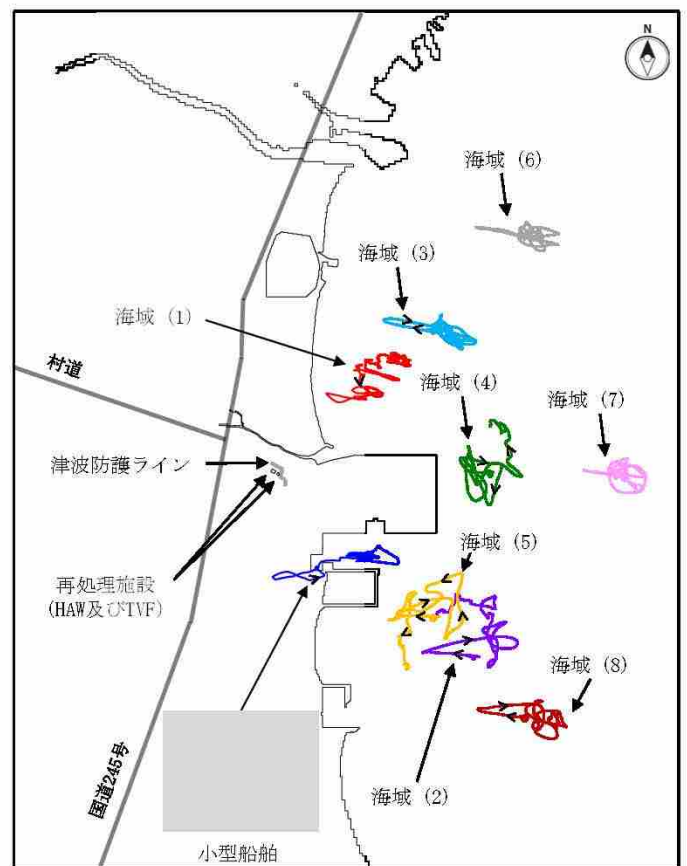 N
海域 (6)
海域 (3)
海域 (1)
海域 (4)
海域 (7)
村道
津波防護ライン
海域 (5)
再処理施設
(HAW及びTVF)
海域 (8)
国道245号
海域 (2)
小型船舶